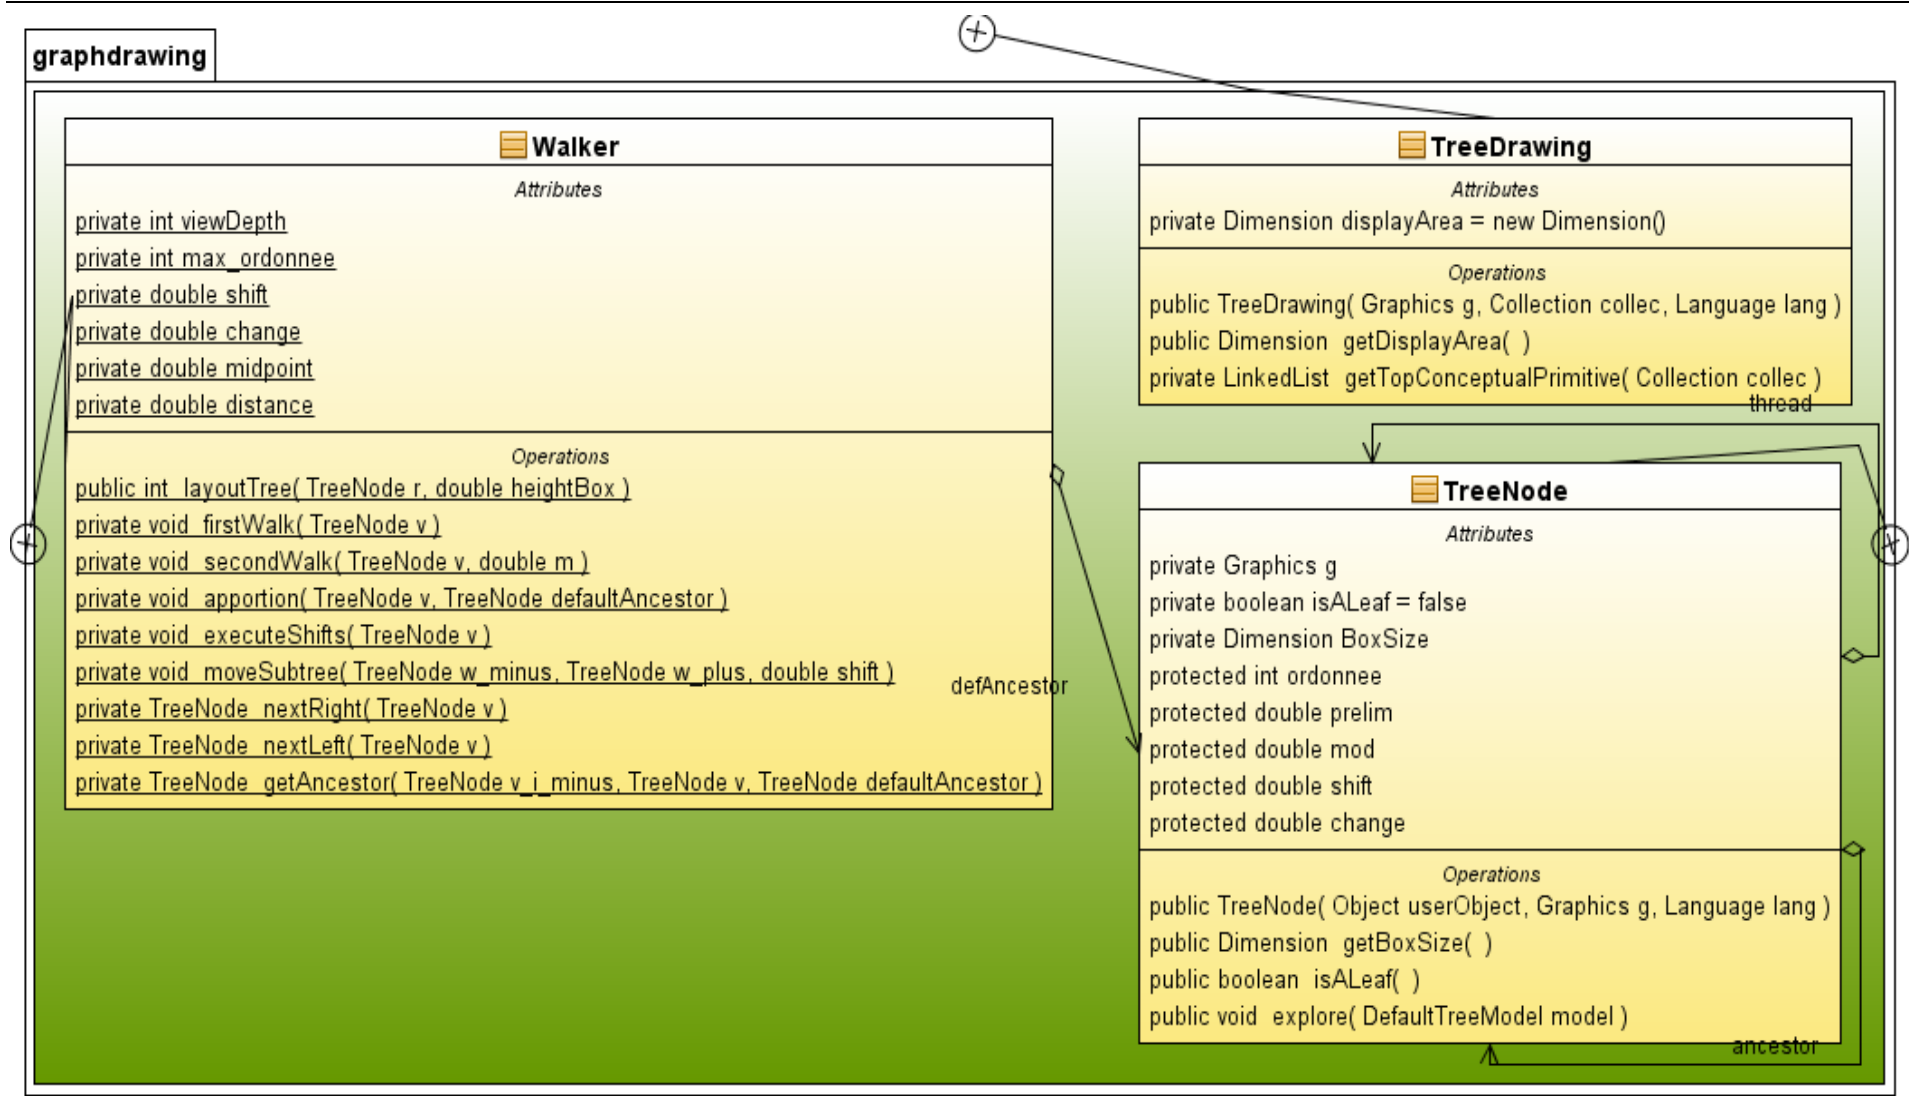 graphdrawing
Walker
Attributes
private int viewDepth
private int max_ordonnee
private double shift
private double change
private double midpoint
private double distance
Operations
public int layoutTree( TreeNode r, double heightBox )
private void firstWalk( TreeNode v )
private void secondWalk( TreeNode v, double m )
private void apportion( TreeNode v, TreeNode defaultAncestor )
private void executeShifts( TreeNode v )
private void moveSubtree( TreeNode w_minus, TreeNode w_plus, double shift )
private TreeNode nextRight( TreeNode v )
private TreeNode nextLeft( TreeNode v )
private TreeNode getAncestor( TreeNode v_i_minus, TreeNode v, TreeNode defaultAncestor )
defAncestor
TreeDrawing
Attributes
private Dimension displayArea = new Dimension()
Operations
public TreeDrawing( Graphics g, Collection collec, Language lang )
public Dimension getDisplayArea( )
private LinkedList getTopConceptualPrimitive( Collection collec )
thread
TreeNode
Attributes
private Graphics g
private boolean isALeaf = false
private Dimension BoxSize
protected int ordonnee
protected double prelim
protected double mod
protected double shift
protected double change
Operations
public TreeNode( Object userObject, Graphics g, Language lang )
public Dimension getBoxSize( )
public boolean isALeaf( )
public void explore( DefaultTreeModel model )
ancestor